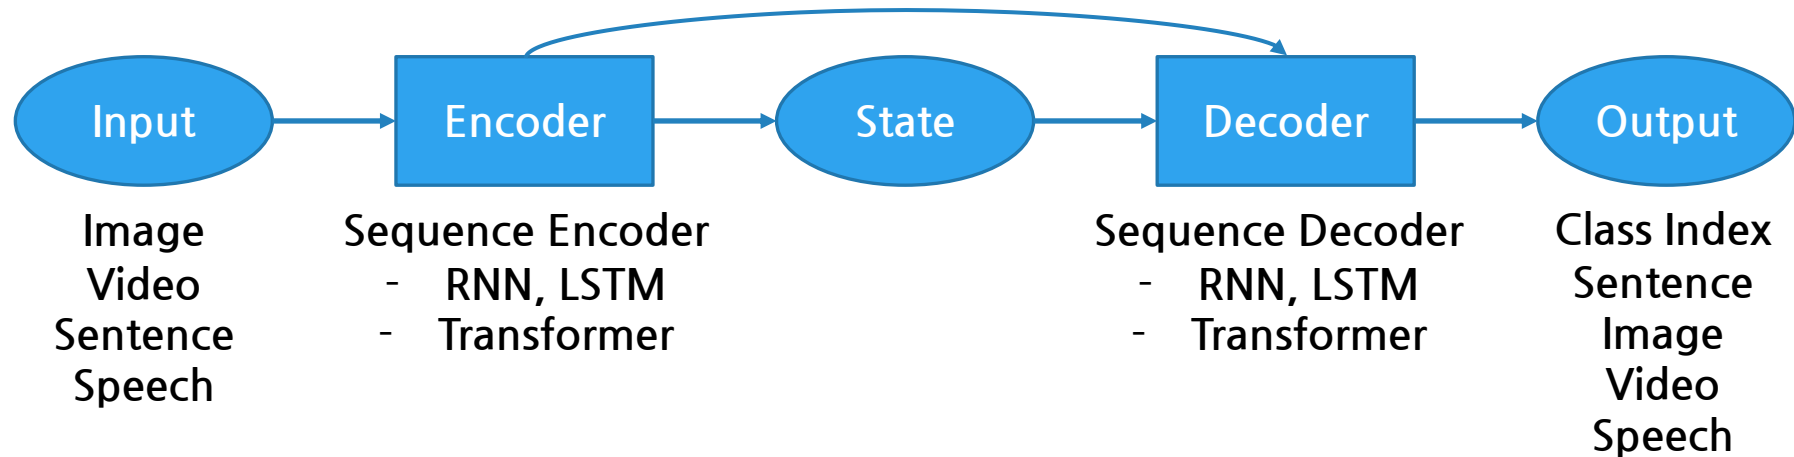 Input
Encoder
State
Decoder
Output
Image
Video
Sentence
Speech
Sequence Encoder
- RNN, LSTM
- Transformer
Sequence Decoder
- RNN, LSTM
- Transformer
Class Index
Sentence
Image
Video
Speech